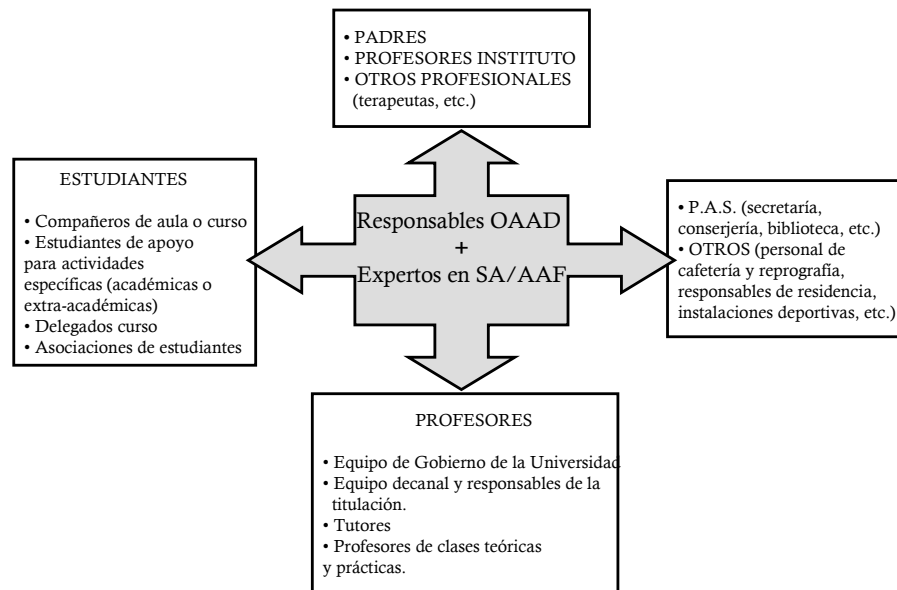 • PADRES
• PROFESORES INSTITUTO
• OTROS PROFESIONALES
(terapeutas, etc.)
ESTUDIANTES
• Compañeros de aula o curso
• Estudiantes de apoyo
para actividades
específicas (académicas o
extra-académicas)
• Delegados curso
• Asociaciones de estudiantes
Responsables OAAD
+
Expertos en SA/AAF
• P.A.S. (secretaría,
conserjería, biblioteca, etc.)
• OTROS (personal de
cafetería y reprografía,
responsables de residencia,
instalaciones deportivas, etc.)
PROFESORES
• Equipo de Gobierno de la Universidad
• Equipo decanal y responsables de la
titulación.
• Tutores
• Profesores de clases teóricas
y prácticas.